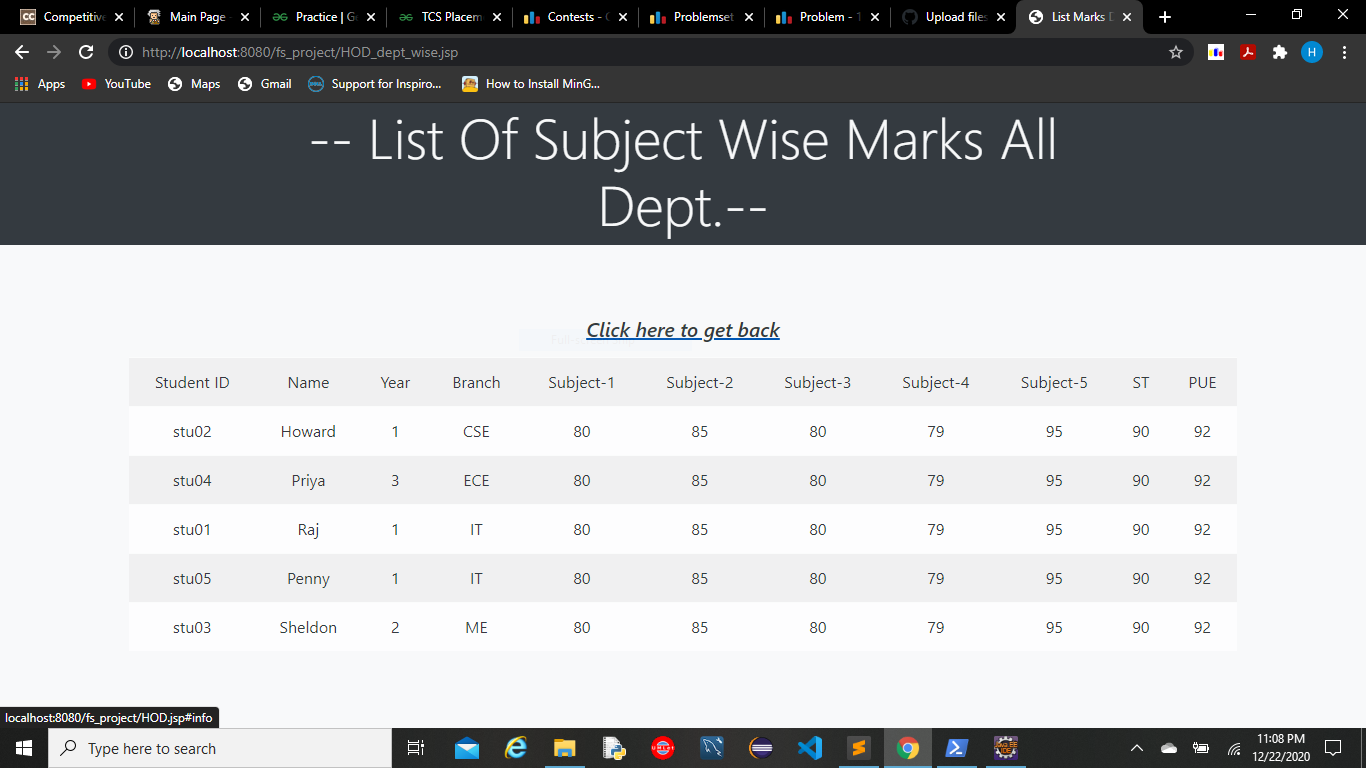 Competitive
Main Page
Practice | G
TCS Placem
Contests -
Problemset
Problem - T
Upload files
List Marks D
http://localhost:8080/fs_project/HOD_dept_wise.jsp
H
Apps
YouTube
Maps
Gmail
Support for Inspiro...
How to Install MinG...
-- List Of Subject Wise Marks All
Dept.--
Click here to get back
Student ID Name Year Branch Subject-1 Subject-2 Subject-3 Subject-4 Subject-5 ST PUE
stu02 Howard 1 CSE 80 85 80 79 95 90 92
stu04 Priya 3 ECE 80 85 80 79 95 90 92
stu01 Raj 1 IT 80 85 80 79 95 90 92
stu05 Penny 1 IT 80 85 80 79 95 90 92
stu03 Sheldon 2 ME 80 85 80 79 95 90 92
localhost:8080/fs_project/HOD.jsp#info
Type here to search
11:08 PM
12/22/2020